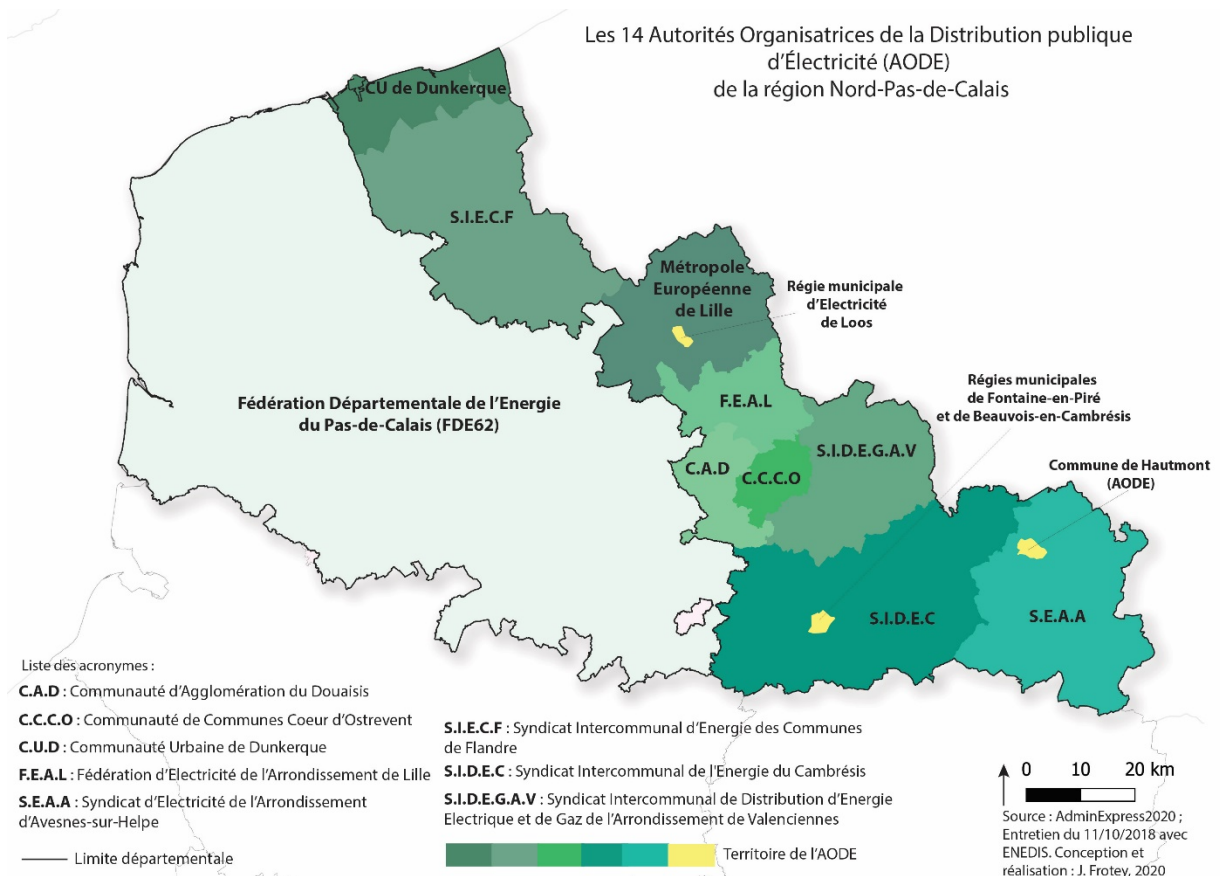 Les 14 Autorités Organisatrices de la Distribution publique
d'Électricité (AODE)
de la région Nord-Pas-de-Calais
CU de Dunkerque
S.I.E.C.F
Métropole
Européenne
de Lille
Régie municipale
d'Electricité
de Loos
Fédération Départementale de l'Energie
du Pas-de-Calais (FDE62)
F.E.A.L
Régies municipales
de Fontaine-en-Piré
et de Beauvois-en-Cambrésis
S.I.D.E.G.A.V
C.A.D
C.C.C.O
Commune de Hautmont
(AODE)
S.I.D.E.C
S.E.A.A
Liste des acronymes :
C.A.D : Communauté d'Agglomération du Douaisis
C.C.C.O : Communauté de Communes Coeur d'Ostrevent
C.U.D : Communauté Urbaine de Dunkerque
F.E.A.L : Fédération d'Electricité de l'Arrondissement de Lille
S.E.A.A : Syndicat d'Electricité de l'Arrondissement
d'Avesnes-sur-Helpe
Limite départementale
S.I.E.C.F : Syndicat Intercommunal d'Energie des Communes
de Flandre
S.I.D.E.C : Syndicat Intercommunal de l'Energie du Cambrésis
S.I.D.E.G.A.V : Syndicat Intercommunal de Distribution d'Energie
Electrique et de Gaz de l'Arrondissement de Valenciennes
Territoire de l'AODE
0 10 20 km
Source : AdminExpress2020 ;
Entretien du 11/10/2018 avec
ENEDIS. Conception et
réalisation : J. Frotey, 2020